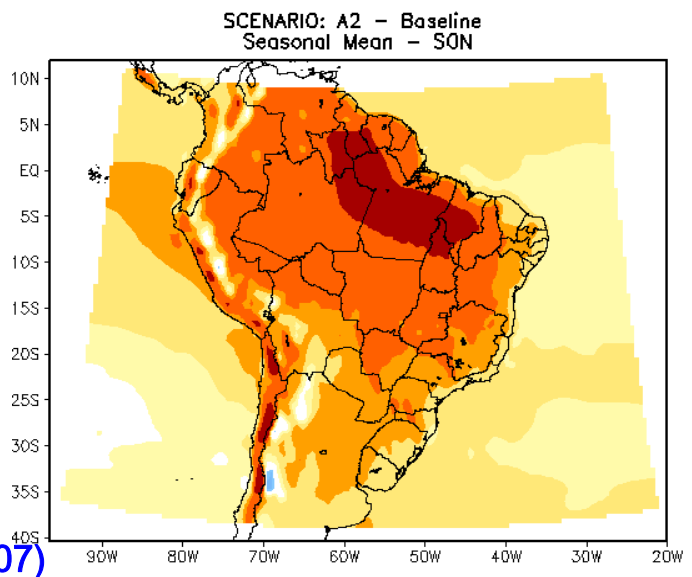 SCENARIO: A2 - Baseline
Seasonal Mean - SON
10N
5N
EQ
5S
10S
15S
20S
25S
30S
35S
40S
90W 80W 70W 60W 50W 40W 30W 20W
07)